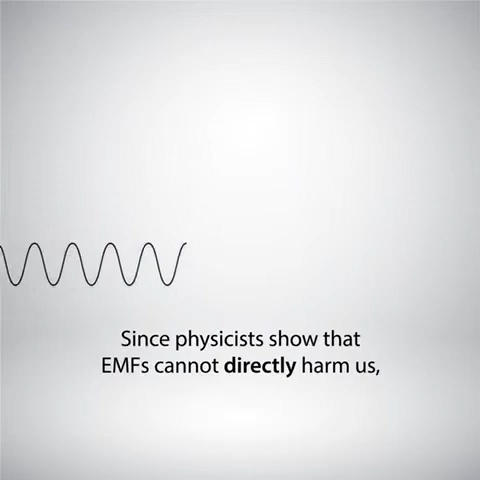 Since physicists show that
EMFs cannot directly harm us,